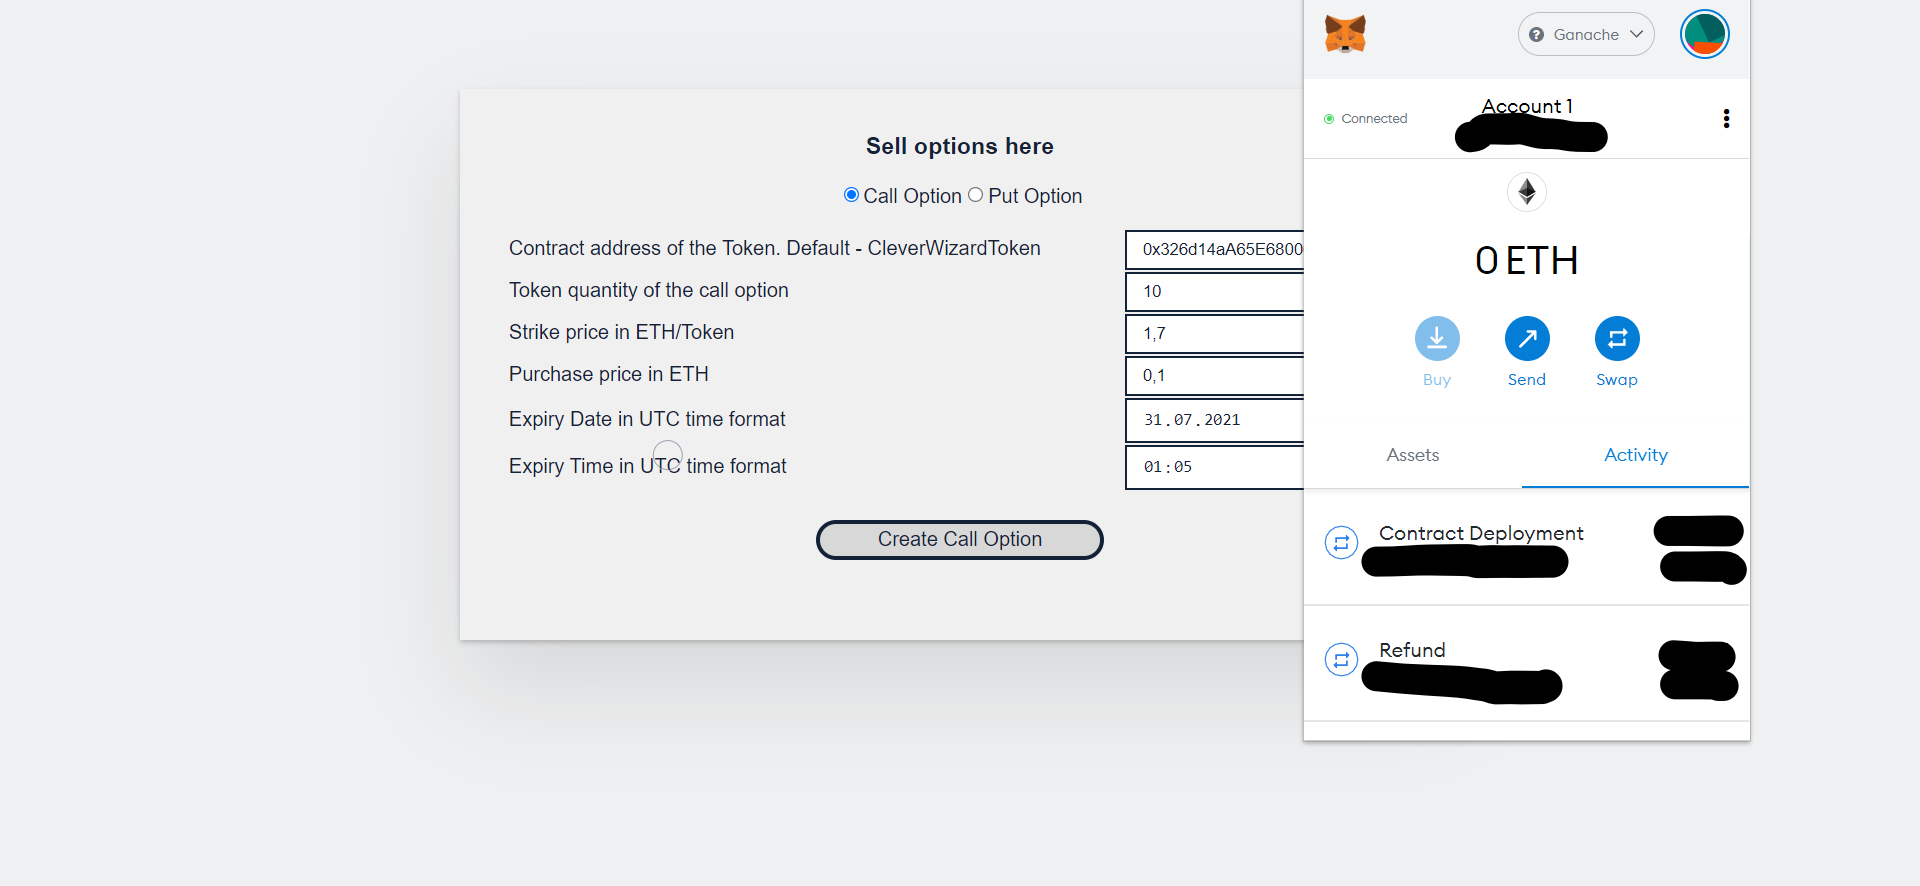 Sell options here
Call Option Put Option
Contract address of the Token. Default - CleverWizardToken 0x326d14aA65E6800
Token quantity of the call option 10
Strike price in ETH/Token 1,7
Purchase price in ETH 0,1
Expiry Date in UTC time format 31.07.2021
Expiry Time in UTC time format 01:05
Create Call Option
Ganache
Connected
Account 1
0 ETH
Buy Send Swap
Assets Activity
Contract Deployment
Refund